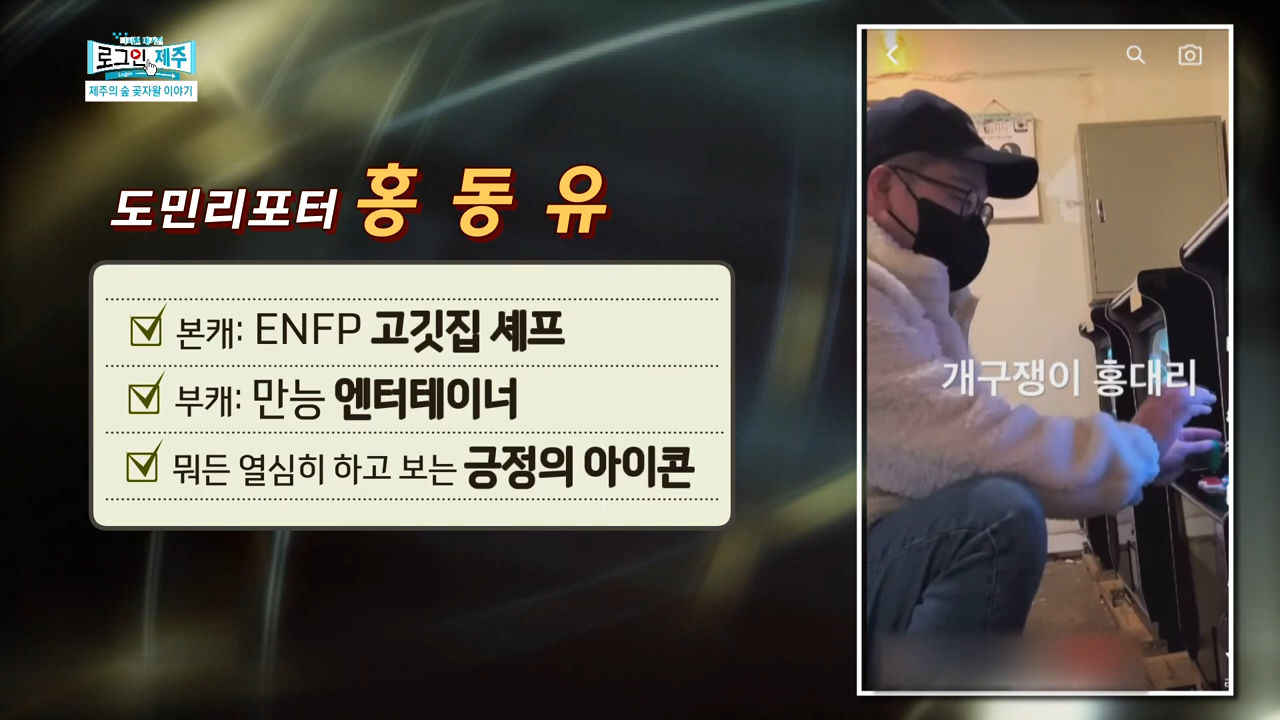 로그인 제주
Login
제주의 숲 곶자왈 이야기
도민리포터 홍동유
본캐: ENFP 고깃집 셰프
부캐: 만능 엔터테이너
뭐든 열심히 하고 보는 긍정의 아이콘
개구쟁이 홍대리